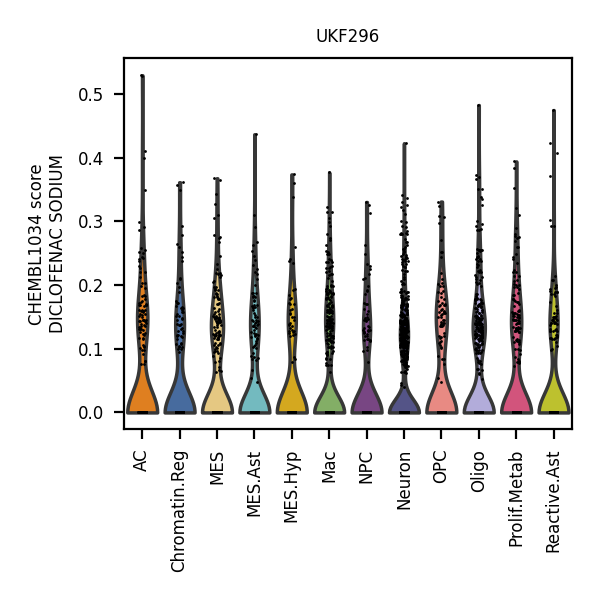 UKF296
CHEMBL1034 score
DICLOFENAC SODIUM
0.5
0.4
0.3
0.2
0.1
0.0
AC
Chromatin.Reg
MES
MES.Ast
MES.Hyp
Mac
NPC
Neuron
OPC
Oligo
Prolif.Metab
Reactive.Ast